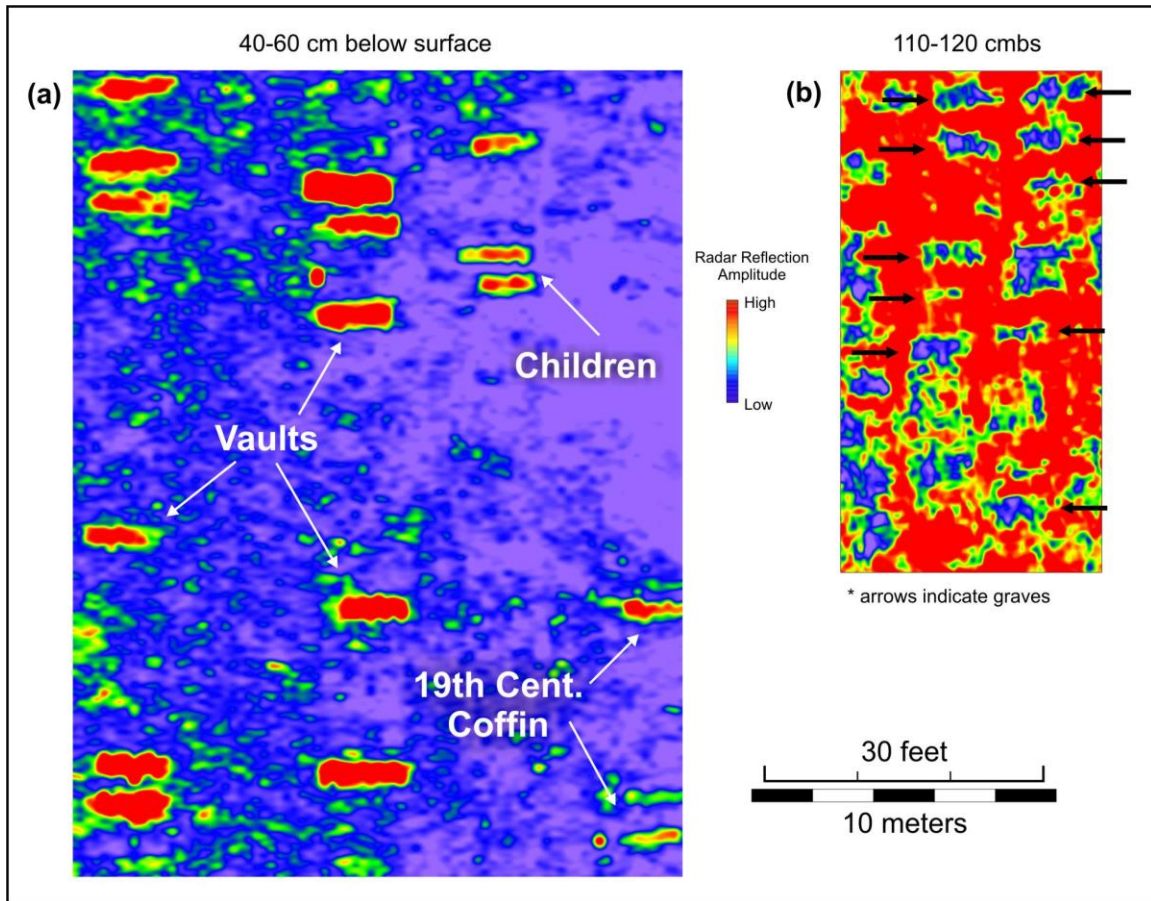 40-60 cm below surface
110-120 cmbs
(a)
(b)
Radar Reflection
Amplitude
High
Low
Children
Vaults
19th Cent.
Coffin
* arrows indicate graves
30 feet
10 meters